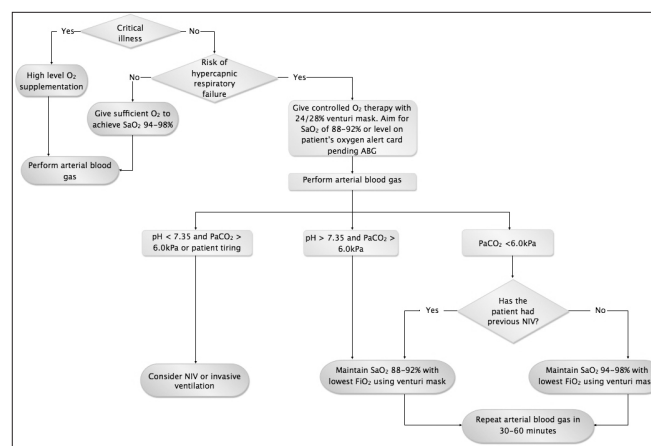 Critical
illness
Yes
No
High level O₂
supplementation
Risk of
hypercapnic
respiratory
failure
No
Yes
Give sufficient O₂ to
achieve SaO₂ 94–98%
Give controlled O₂ therapy with
24/28% venturi mask. Aim for
SaO₂ of 88–92% or level on
patient's oxygen alert card
pending ABG
Perform arterial blood
gas
Perform arterial blood gas
pH < 7.35 and PaCO₂ >
6.0kPa or patient tiring
pH > 7.35 and PaCO₂ >
6.0kPa
PaCO₂ <6.0kPa
Has the
patient had
previous NIV?
Yes
No
Consider NIV or invasive
ventilation
Maintain SaO₂ 88–92% with
lowest FiO₂ using venturi mask
Maintain SaO₂ 94–98% with
lowest FiO₂ using venturi mask
Repeat arterial blood gas in
30–60 minutes